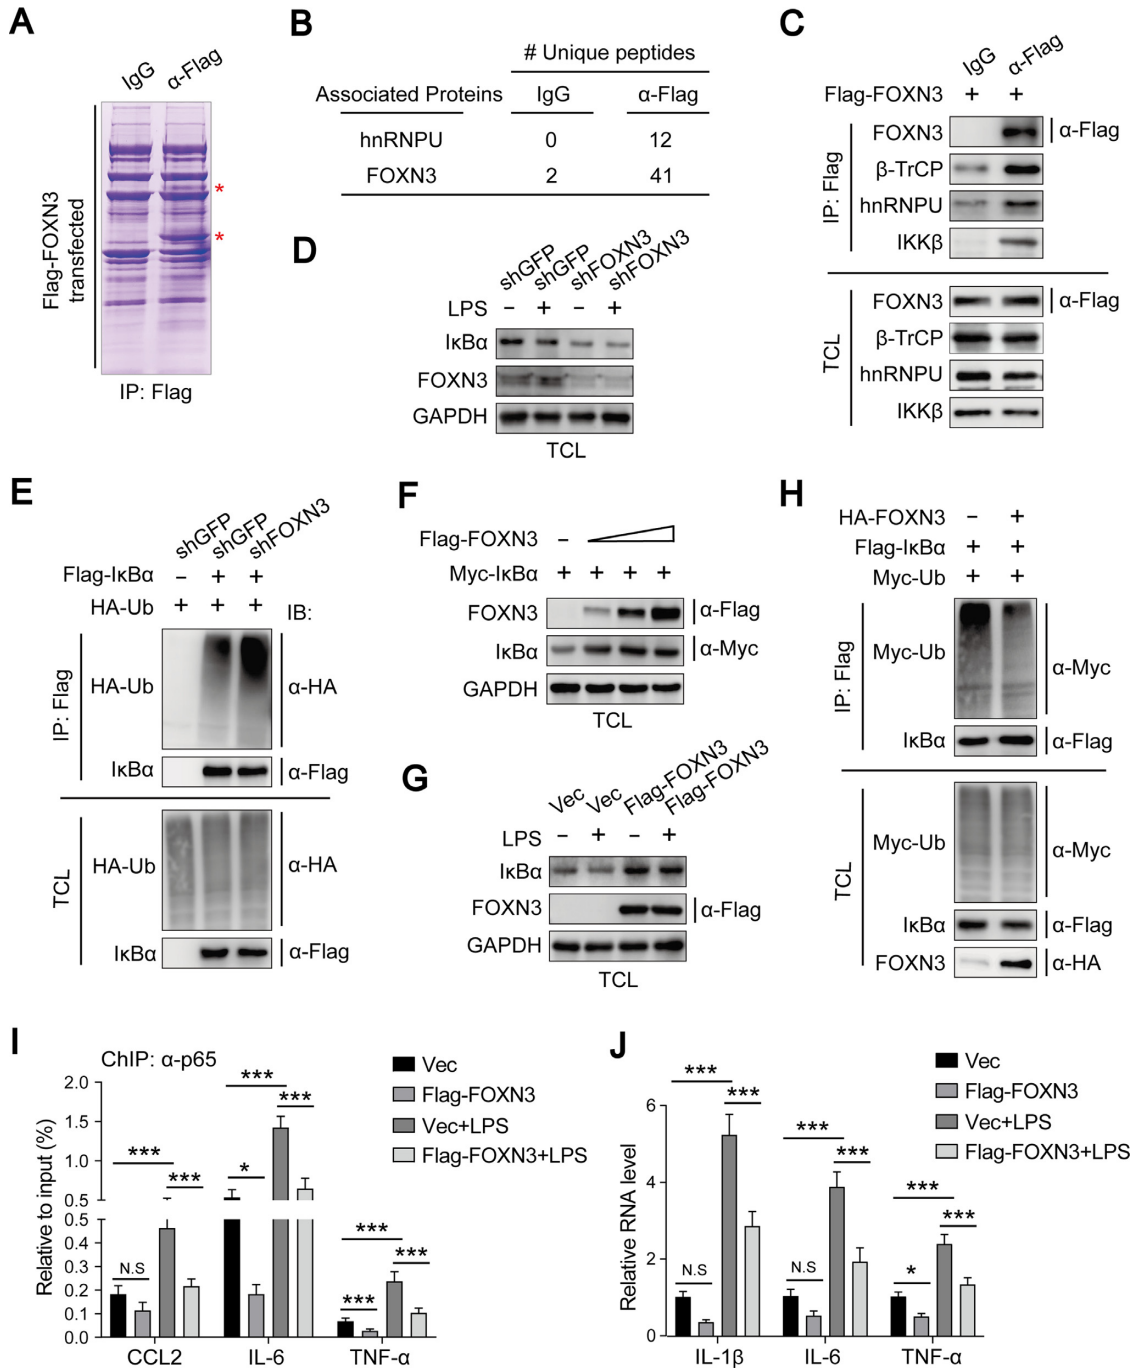 A
IgG α-Flag
Flag-FOXN3
transfected
*
*
IP: Flag
B
# Unique peptides
Associated Proteins IgG α-Flag
hnRNPU 0 12
FOXN3 2 41
C
IgG α-Flag
Flag-FOXN3 + +
IP: Flag
FOXN3 α-Flag
β-TrCP
hnRNPU
IKKβ
TCL
FOXN3 α-Flag
β-TrCP
hnRNPU
IKKβ
D
shGFP shGFP shFOXN3 shFOXN3
LPS − + − +
IκBα
FOXN3
GAPDH
TCL
E
shGFP shGFP shFOXN3
Flag-IκBα − + +
HA-Ub + + + IB:
IP: Flag
HA-Ub α-HA
IκBα α-Flag
TCL
HA-Ub α-HA
IκBα α-Flag
F
Flag-FOXN3 −
Myc-IκBα + + + +
FOXN3 α-Flag
IκBα α-Myc
GAPDH
TCL
G
Vec Vec Flag-FOXN3 Flag-FOXN3
LPS − + − +
IκBα
FOXN3 α-Flag
GAPDH
TCL
H
HA-FOXN3 − +
Flag-IκBα + +
Myc-Ub + +
IP: Flag
Myc-Ub α-Myc
IκBα α-Flag
TCL
Myc-Ub α-Myc
IκBα α-Flag
FOXN3 α-HA
I
ChIP: α-p65
Vec
Flag-FOXN3
Vec+LPS
Flag-FOXN3+LPS
Relative to input (%)
2.0
1.5
1.0
0.5
0.5
0.4
0.3
0.2
0.1
0.0
N.S *** ***
* *** ***
*** *** ***
CCL2 IL-6 TNF-α
J
Vec
Flag-FOXN3
Vec+LPS
Flag-FOXN3+LPS
Relative RNA level
6
4
2
0
N.S *** ***
N.S *** ***
* *** ***
IL-1β IL-6 TNF-α